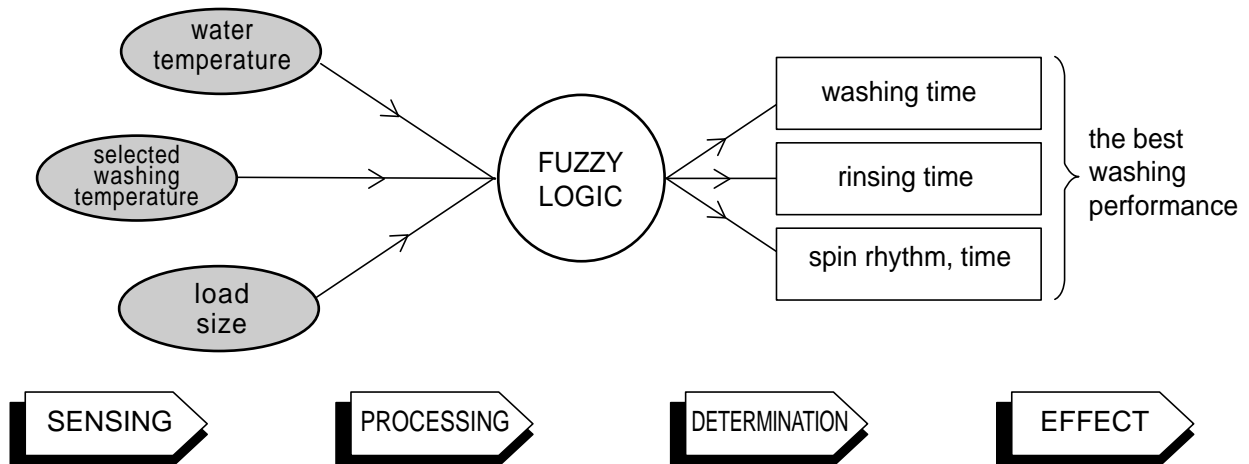 water
temperature
selected
washing
temperature
load
size
FUZZY
LOGIC
washing time
rinsing time
spin rhythm, time
the best
washing
performance
SENSING
PROCESSING
DETERMINATION
EFFECT